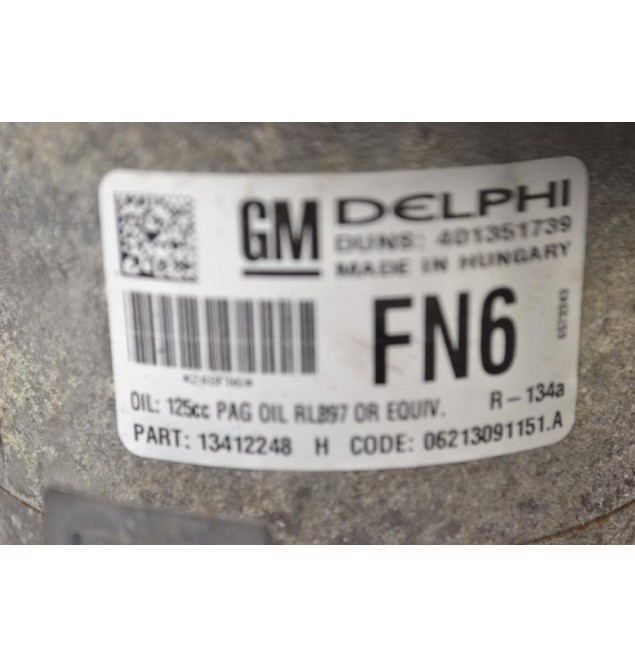 GM DELPHI
DUNS: 401351739
MADE IN HUNGARY
FN6
OIL: 125cc PAG OIL RL897 OR EQUIV. R-134a
PART: 13412248 H CODE: 06213091151.A